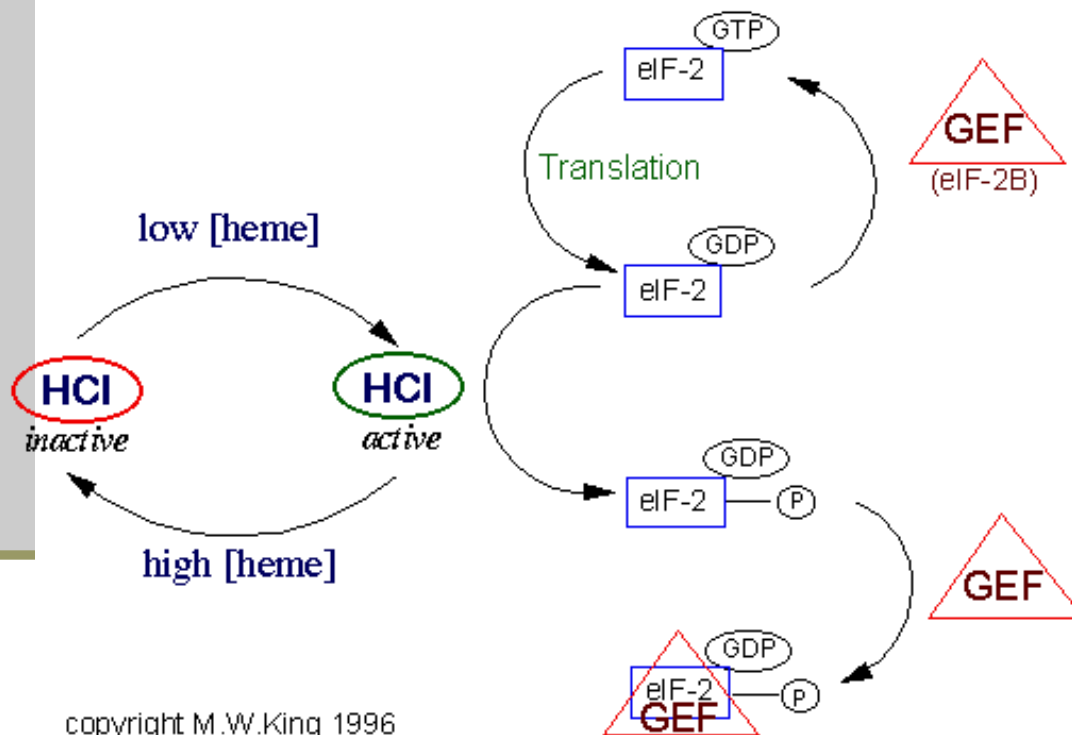 GTP
eIF-2
GEF
(eIF-2B)
Translation
low [heme]
GDP
eIF-2
HCI
inactive
HCI
active
GDP
eIF-2
P
high [heme]
GEF
GDP
eIF-2
P
GEF
copyright M.W.King 1996